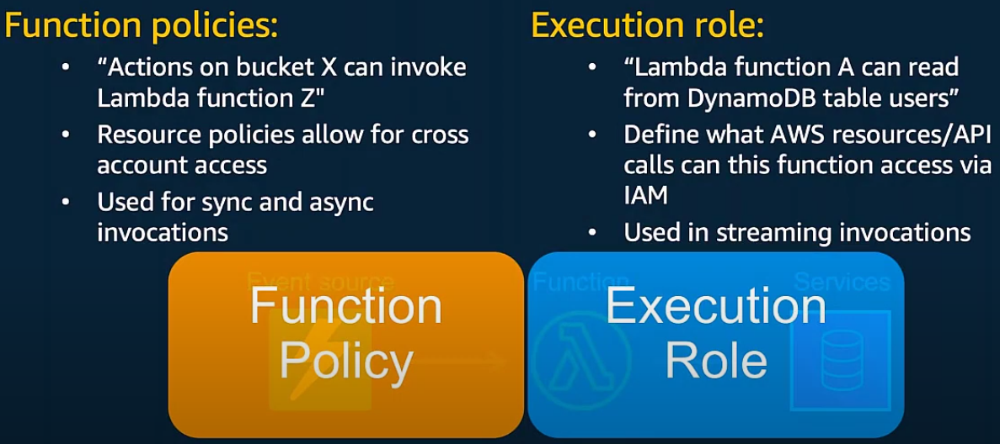 Function policies:
• “Actions on bucket X can invoke
Lambda function Z"
• Resource policies allow for cross
account access
• Used for sync and async
invocations
Execution role:
• “Lambda function A can read
from DynamoDB table users”
• Define what AWS resources/API
calls can this function access via
IAM
• Used in streaming invocations
Event source
Function
Policy
Function
Services
Execution
Role